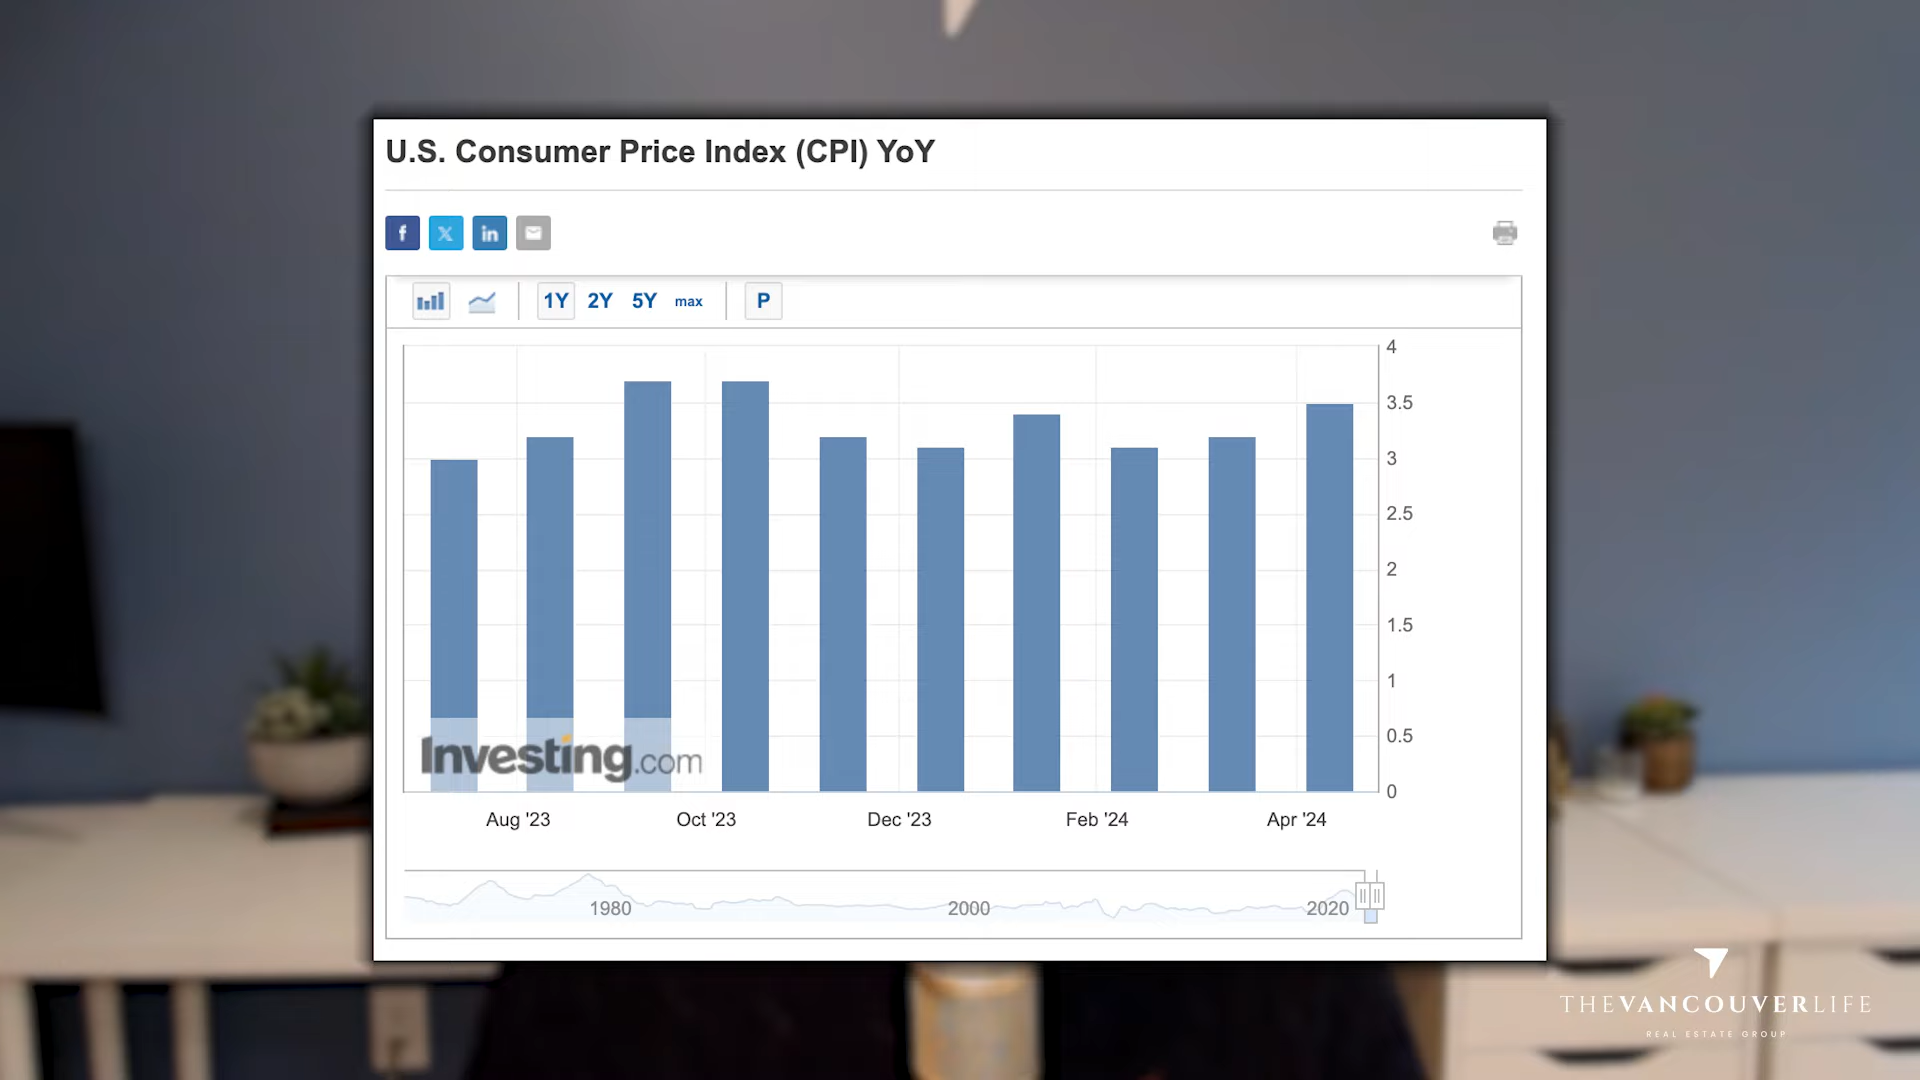 U.S. Consumer Price Index (CPI) YoY
f X in
1Y 2Y 5Y max P
4
3.5
3
2.5
2
1.5
1
0.5
0
Investing.com
Aug '23 Oct '23 Dec '23 Feb '24 Apr '24
1980 2000 2020
THEVANCOUVERLIFE
REAL ESTATE GROUP